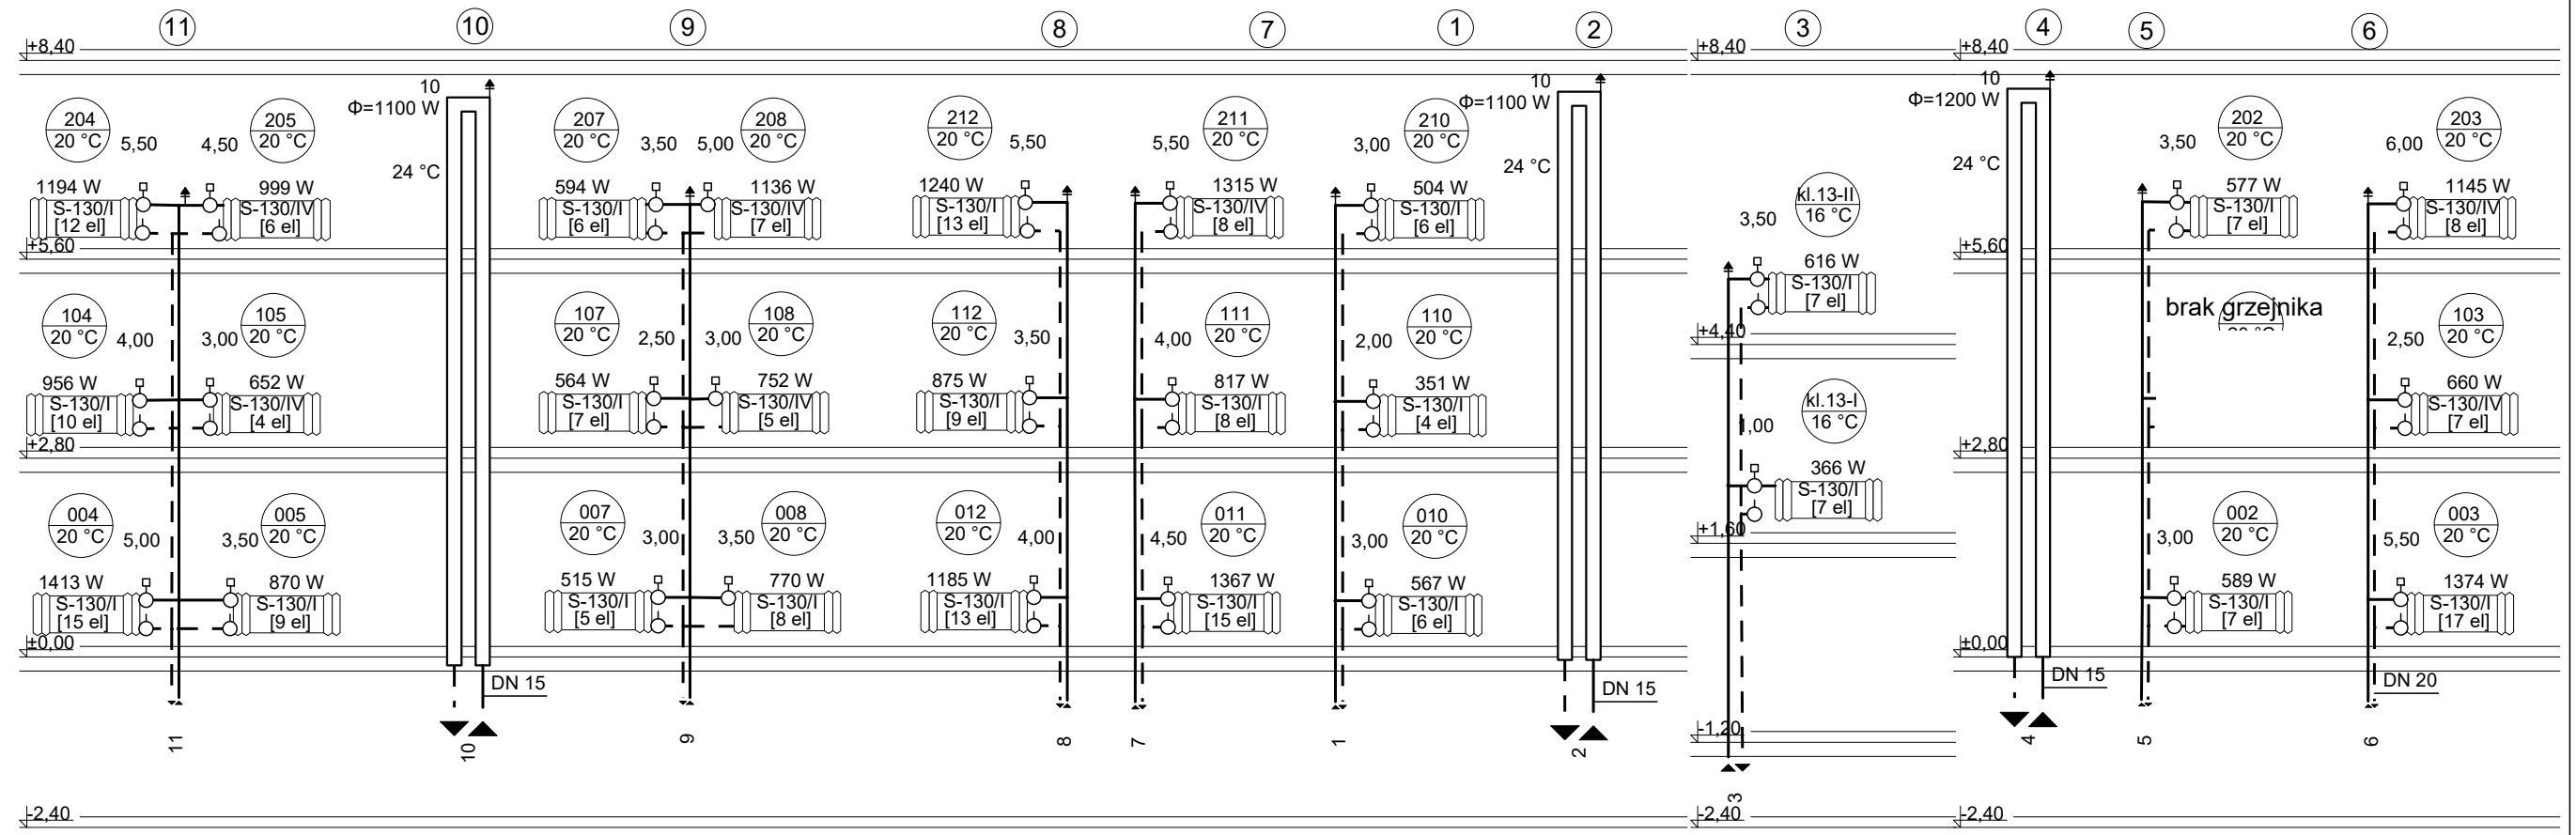 11
10
9
8
7
1
2
3
4
5
6
+8,40
+8,40
+8,40
10
Φ=1100 W
24 °C
10
Φ=1100 W
24 °C
10
Φ=1200 W
24 °C
204
20 °C
5,50
4,50
205
20 °C
207
20 °C
3,50
5,00
208
20 °C
212
20 °C
5,50
5,50
211
20 °C
3,00
210
20 °C
3,50
kl.13-II
16 °C
3,50
202
20 °C
6,00
203
20 °C
1194 W
S-130/I
[12 el]
999 W
S-130/IV
[6 el]
594 W
S-130/I
[6 el]
1136 W
S-130/IV
[7 el]
1240 W
S-130/I
[13 el]
1315 W
S-130/IV
[8 el]
504 W
S-130/I
[6 el]
616 W
S-130/I
[7 el]
577 W
S-130/I
[7 el]
1145 W
S-130/IV
[8 el]
+5,60
+5,60
+4,40
104
20 °C
4,00
3,00
105
20 °C
107
20 °C
2,50
3,00
108
20 °C
112
20 °C
3,50
4,00
111
20 °C
2,00
110
20 °C
1,00
kl.13-I
16 °C
brak grzejnika
2,50
103
20 °C
956 W
S-130/I
[10 el]
652 W
S-130/IV
[4 el]
564 W
S-130/I
[7 el]
752 W
S-130/IV
[5 el]
875 W
S-130/I
[9 el]
817 W
S-130/I
[8 el]
351 W
S-130/I
[4 el]
366 W
S-130/I
[7 el]
660 W
S-130/IV
[7 el]
+2,80
+2,80
+1,60
004
20 °C
5,00
3,50
005
20 °C
007
20 °C
3,00
3,50
008
20 °C
012
20 °C
4,00
4,50
011
20 °C
3,00
010
20 °C
3,00
002
20 °C
5,50
003
20 °C
1413 W
S-130/I
[15 el]
870 W
S-130/I
[9 el]
515 W
S-130/I
[5 el]
770 W
S-130/I
[8 el]
1185 W
S-130/I
[13 el]
1367 W
S-130/I
[15 el]
567 W
S-130/I
[6 el]
589 W
S-130/I
[7 el]
1374 W
S-130/I
[17 el]
±0,00
±0,00
DN 15
DN 15
DN 15
DN 20
-1,20
11
10
9
8
7
1
2
3
4
5
6
-2,40
-2,40
-2,40